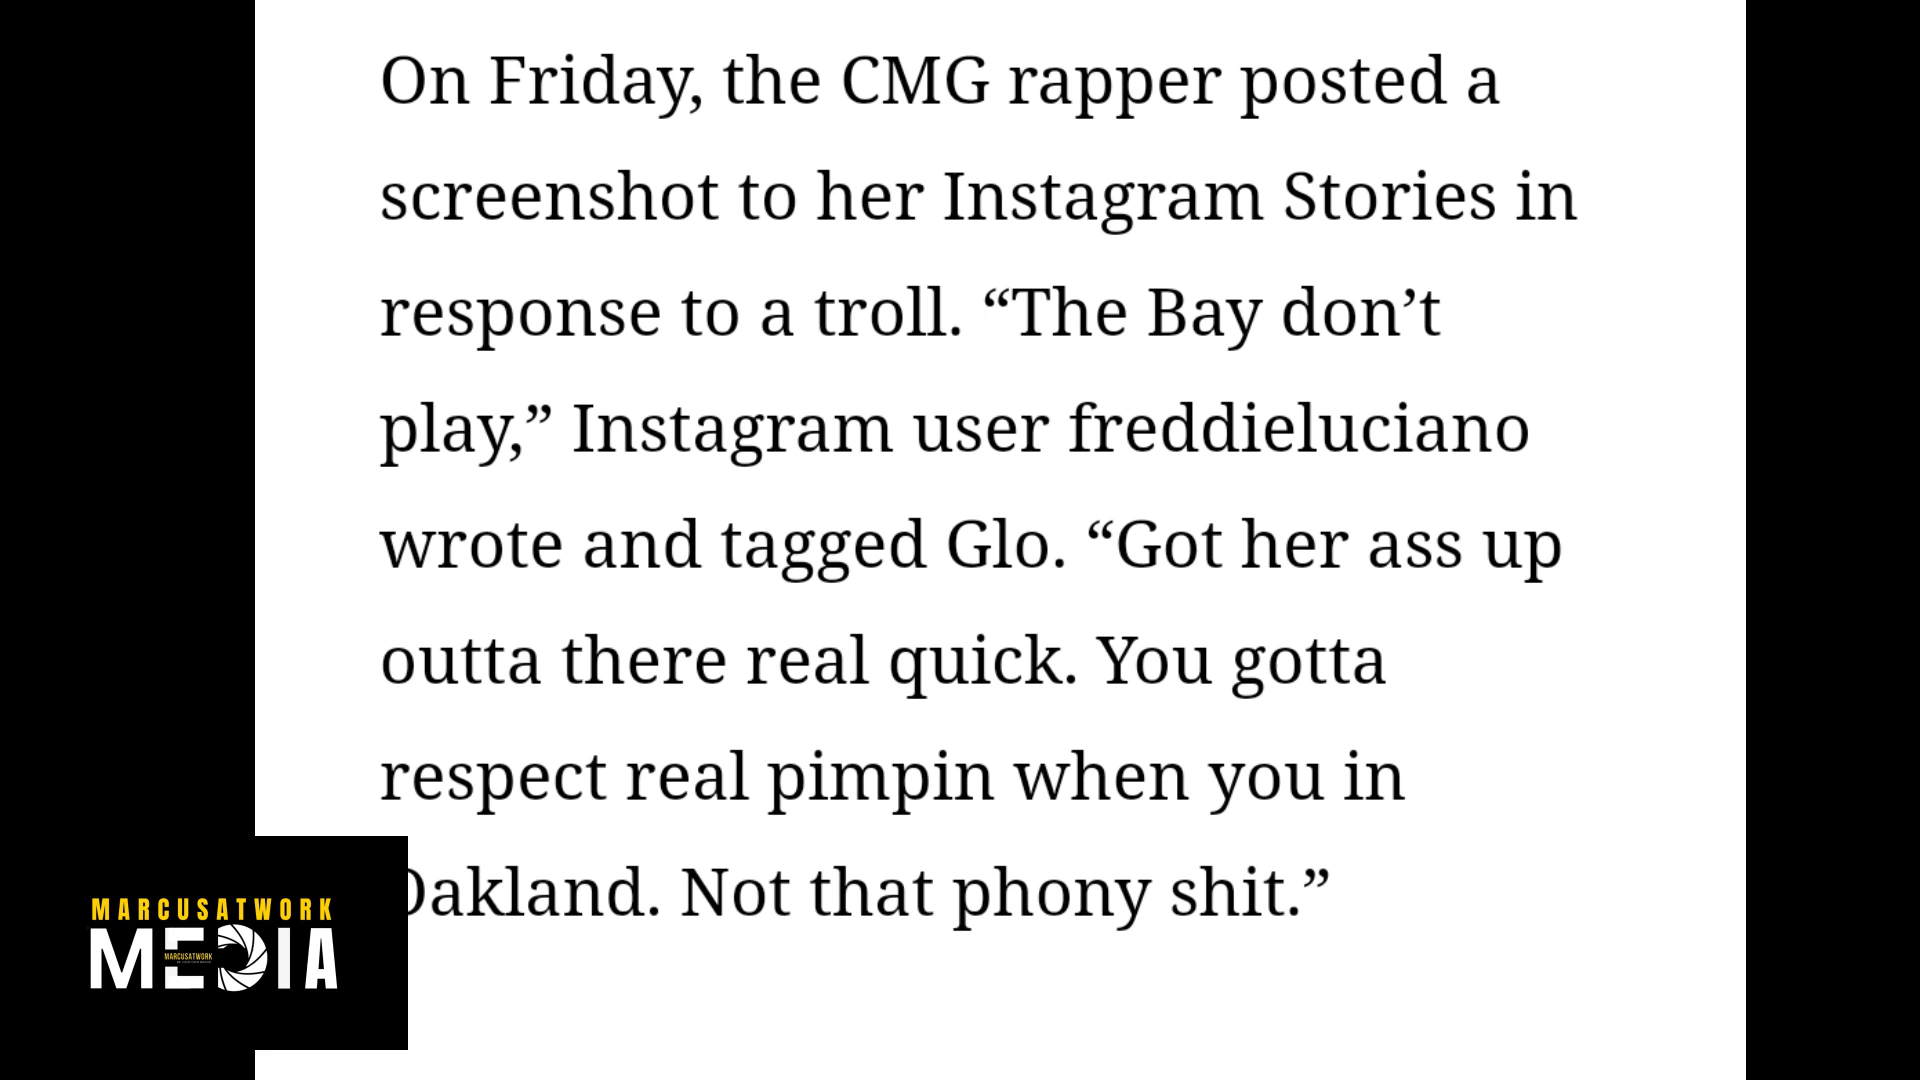 On Friday, the CMG rapper posted a
screenshot to her Instagram Stories in
response to a troll. “The Bay don’t
play,” Instagram user freddieluciano
wrote and tagged Glo. “Got her ass up
outta there real quick. You gotta
respect real pimpin when you in
Oakland. Not that phony shit.”
MARCUSATWORK
MEDIA
MARCUSATWORK